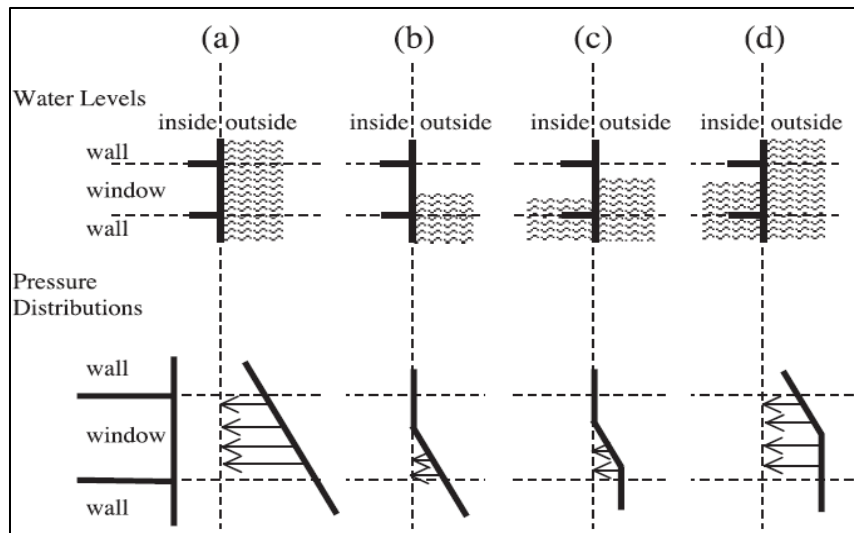 (a) (b) (c) (d)
Water Levels
inside outside inside outside inside outside inside outside
wall
window
wall
Pressure
Distributions
wall
window
wall